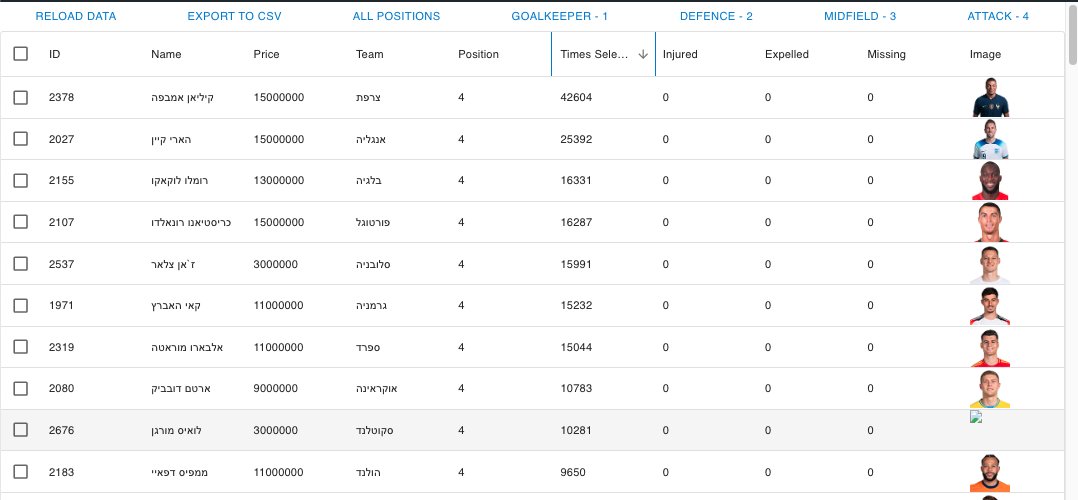 RELOAD DATA EXPORT TO CSV ALL POSITIONS GOALKEEPER - 1 DEFENCE - 2 MIDFIELD - 3 ATTACK - 4
ID Name Price Team Position Times Sele... Injured Expelled Missing Image
2378 קיליאן אמבפה 15000000 צרפת 4 42604 0 0 0
2027 הארי קיין 15000000 אנגליה 4 25392 0 0 0
2155 רומלו לוקאקו 13000000 בלגיה 4 16331 0 0 0
2107 כריסטיאנו רונאלדו 15000000 פורטוגל 4 16287 0 0 0
2537 ז`אן צלאר 3000000 סלובניה 4 15991 0 0 0
1971 קאי האברץ 11000000 גרמניה 4 15232 0 0 0
2319 אלבארו מוראטה 11000000 ספרד 4 15044 0 0 0
2080 ארטם דובביק 9000000 אוקראינה 4 10783 0 0 0
2676 לואיס מורגן 3000000 סקוטלנד 4 10281 0 0 0
2183 ממפיס דפאיי 11000000 הולנד 4 9650 0 0 0